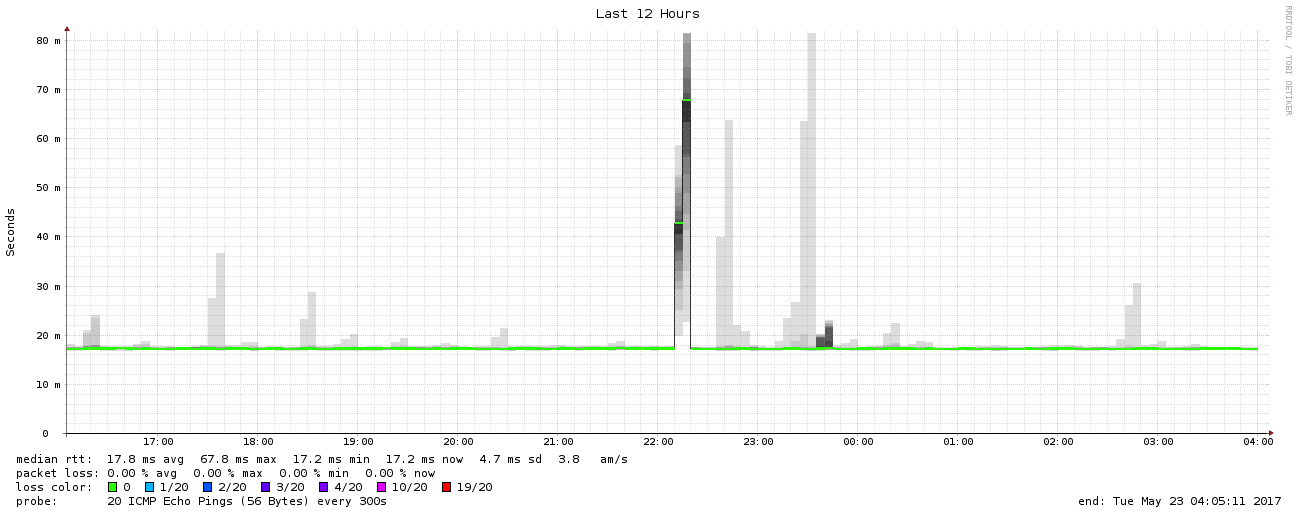 Last 12 Hours
RRDTOOL / TOBI OETIKER
80 m
70 m
60 m
50 m
40 m
30 m
20 m
10 m
0
Seconds
17:00 18:00 19:00 20:00 21:00 22:00 23:00 00:00 01:00 02:00 03:00 04:00
median rtt: 17.8 ms avg 67.8 ms max 17.2 ms min 17.2 ms now 4.7 ms sd 3.8 am/s
packet loss: 0.00 % avg 0.00 % max 0.00 % min 0.00 % now
loss color: 0 1/20 2/20 3/20 4/20 10/20 19/20
probe: 20 ICMP Echo Pings (56 Bytes) every 300s end: Tue May 23 04:05:11 2017